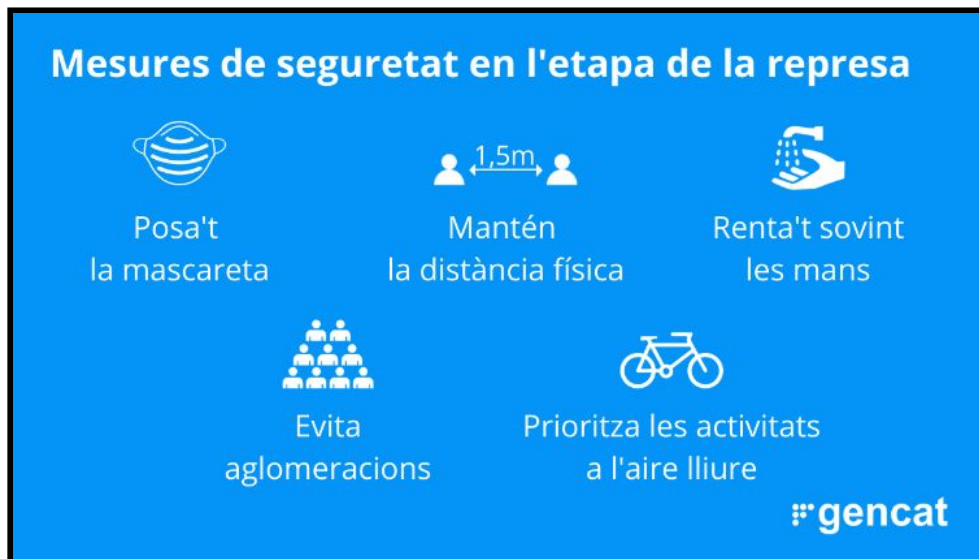 Mesures de seguretat en l'etapa de la represa
Posa't
la mascareta
1,5m
Mantén
la distància física
Renta't sovint
les mans
Evita
aglomeracions
Prioritza les activitats
a l'aire lliure
gencat